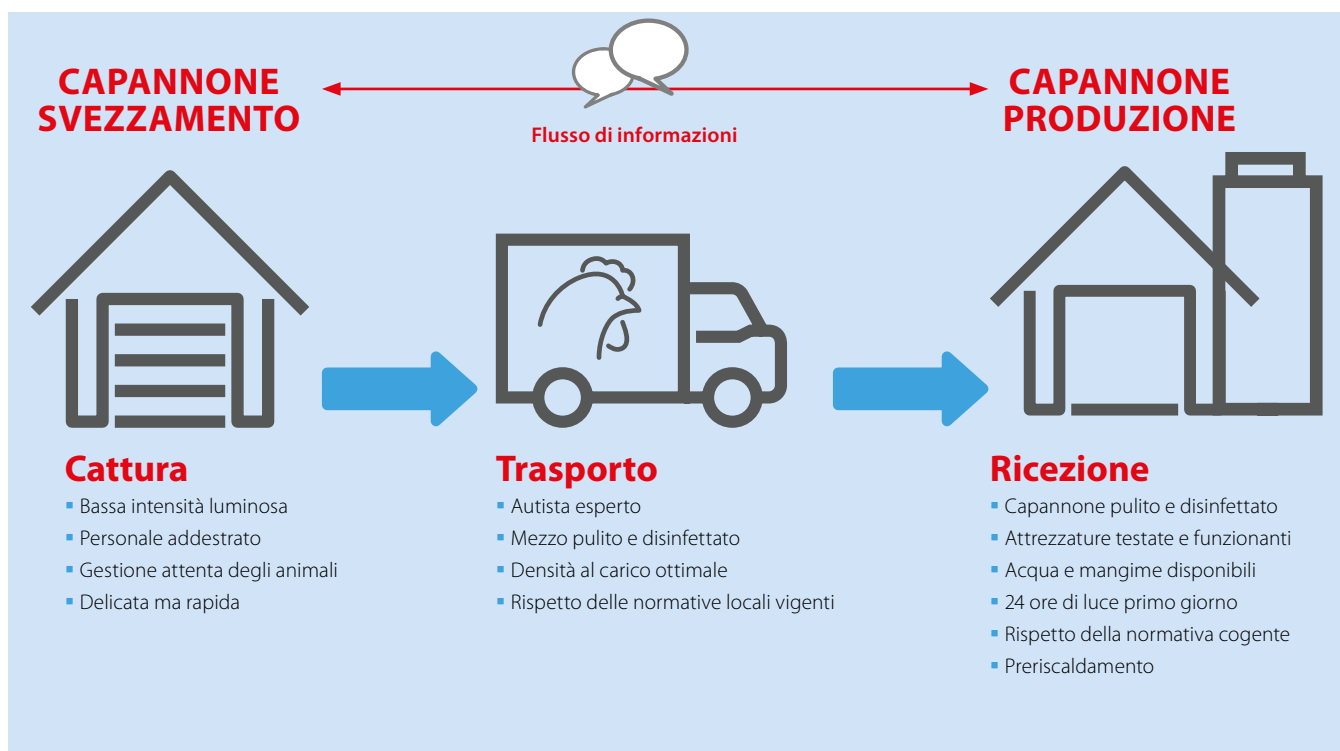 CAPANNONE
SVEZZAMENTO
Flusso di informazioni
CAPANNONE
PRODUZIONE
Cattura
▪ Bassa intensità luminosa
▪ Personale addestrato
▪ Gestione attenta degli animali
▪ Delicata ma rapida
Trasporto
▪ Autista esperto
▪ Mezzo pulito e disinfettato
▪ Densità al carico ottimale
▪ Rispetto delle normative locali vigenti
Ricezione
▪ Capannone pulito e disinfettato
▪ Attrezzature testate e funzionanti
▪ Acqua e mangime disponibili
▪ 24 ore di luce primo giorno
▪ Rispetto della normativa cogente
▪ Preriscaldamento